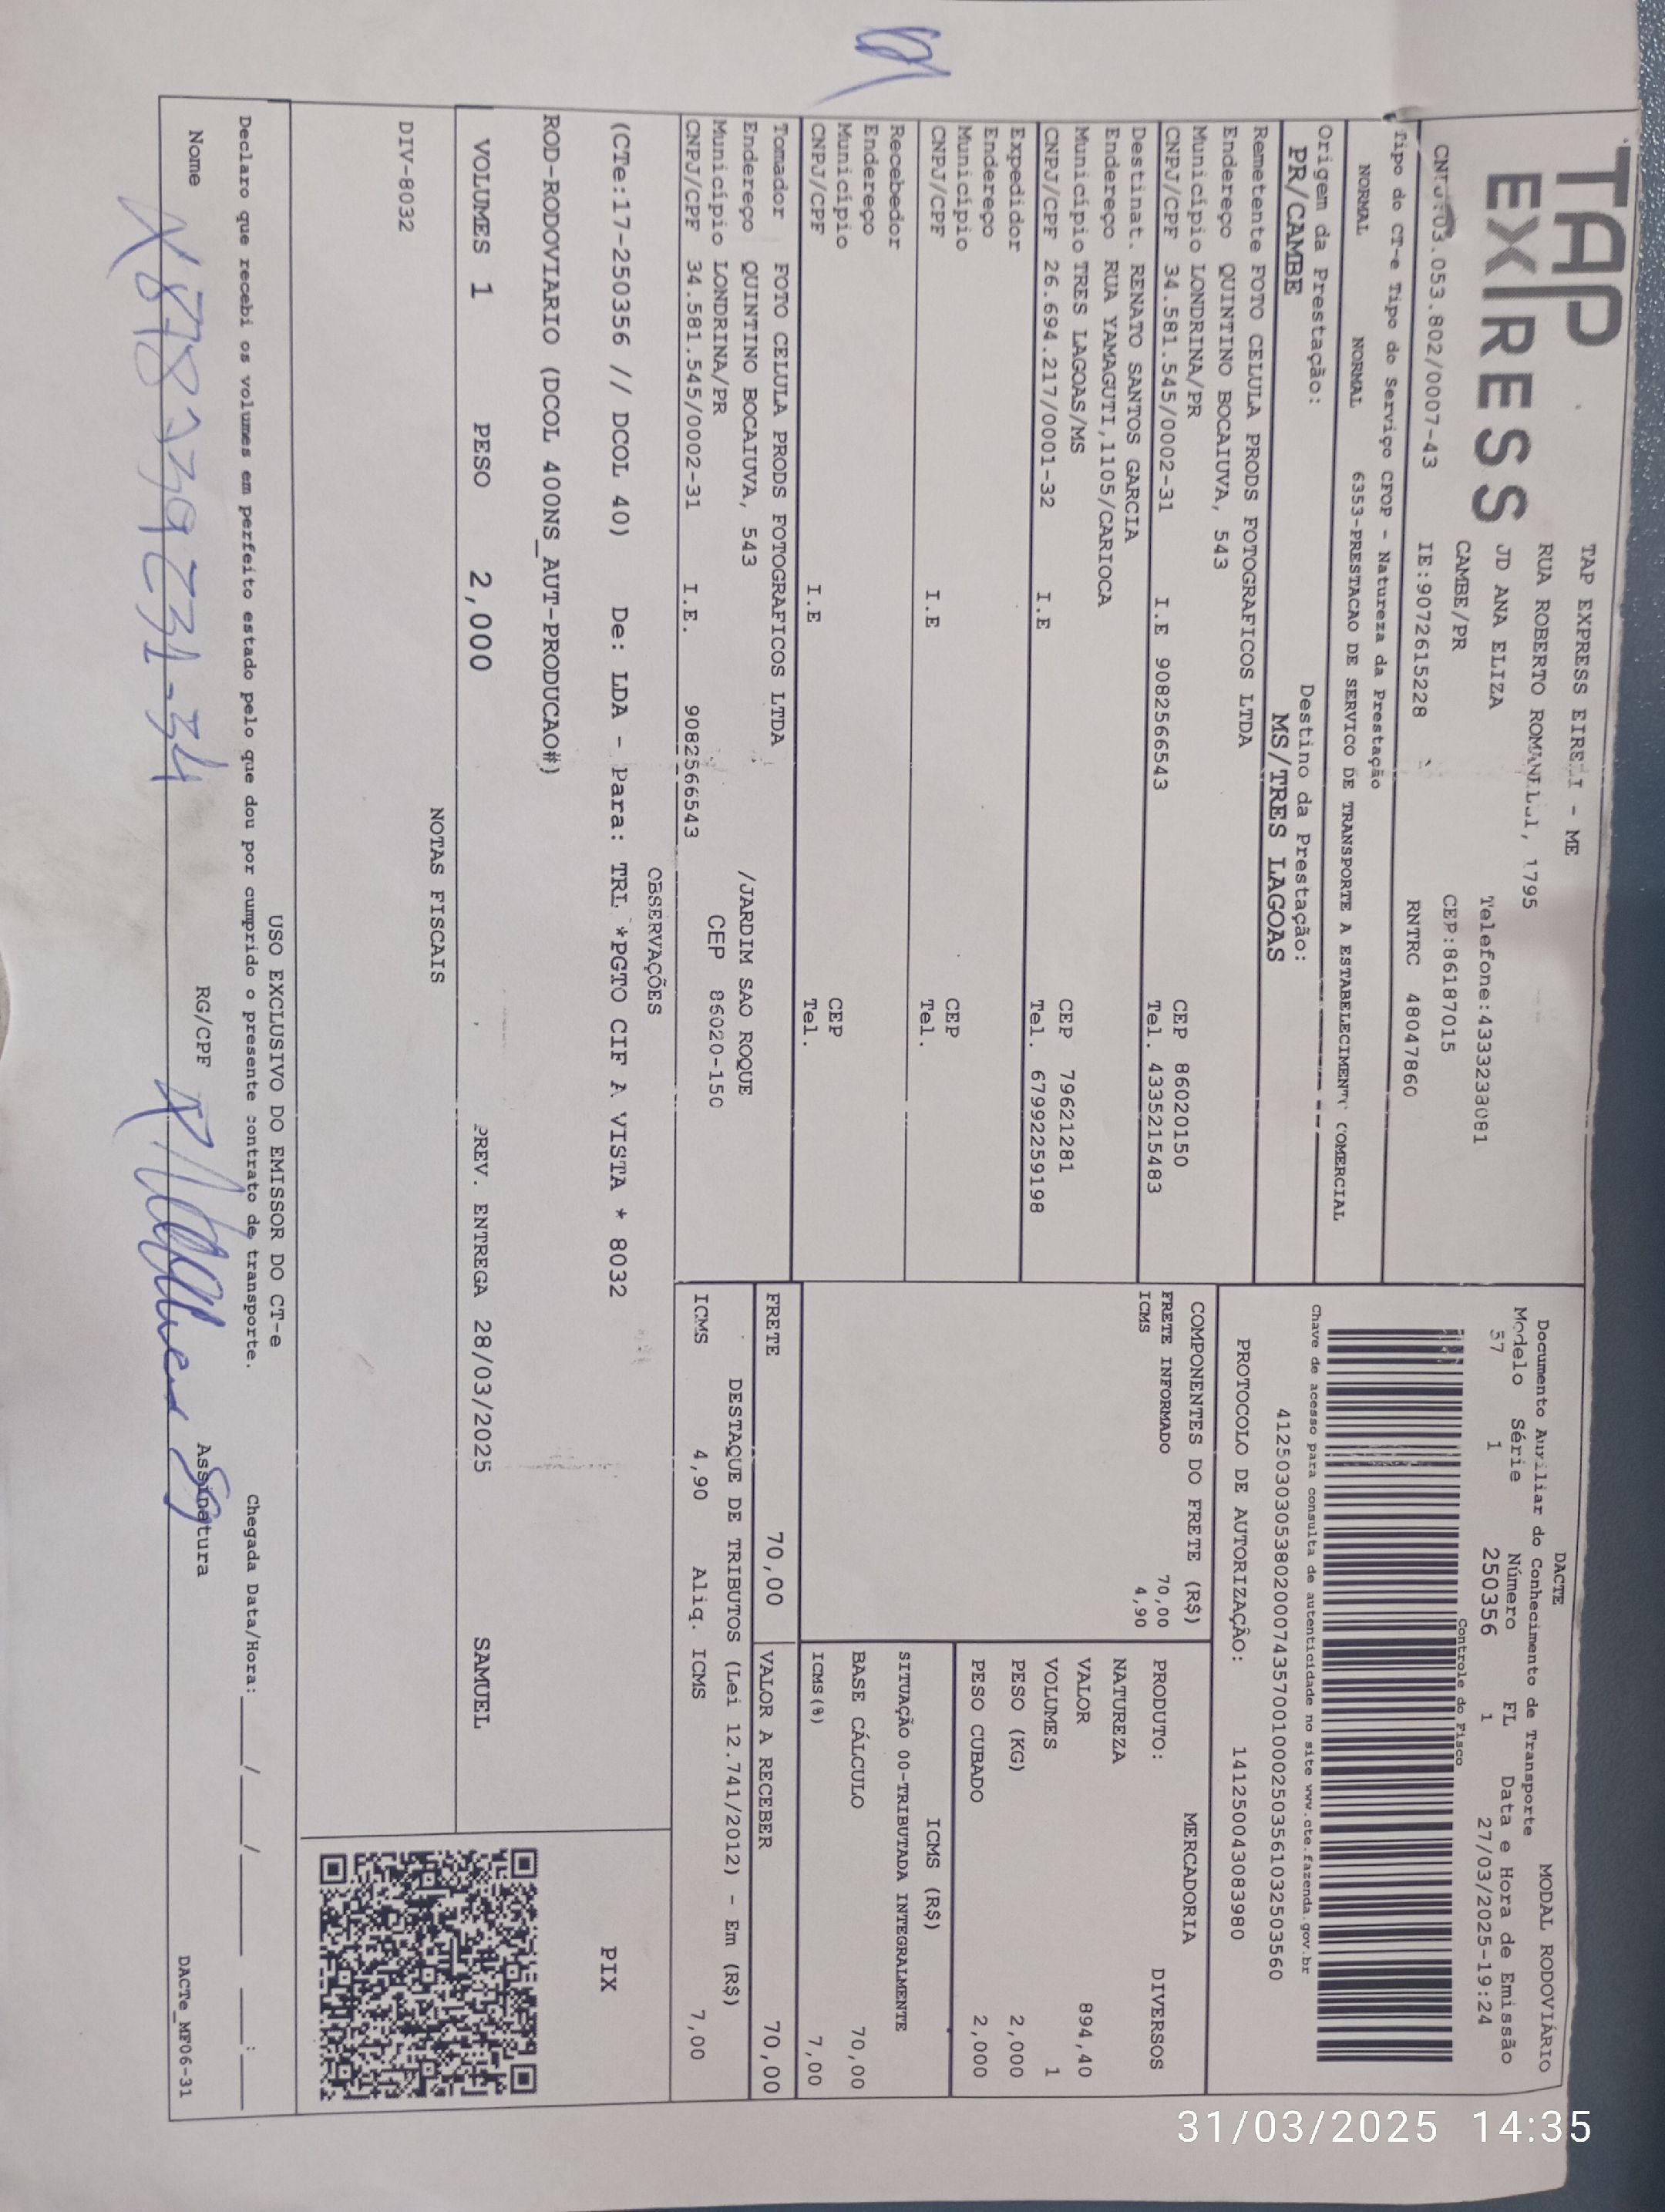 TAP
EXPRESS
TAP EXPRESS EIRELI - ME
RUA ROBERTO ROMANELLI, 1795
JD ANA ELIZA
Telefone:4333233081
CAMBE/PR
CEP:86187015
CNPJ:03.053.802/0007-43
IE:9072615228
RNTRC 48047860
Tipo do CT-e Tipo do Serviço CFOP - Natureza da Prestação
NORMAL NORMAL 6353-PRESTACAO DE SERVICO DE TRANSPORTE A ESTABELECIMENTO COMERCIAL
Origem da Prestação: Destino da Prestação:
PR/CAMBE MS/TRES LAGOAS
DACTE MODAL RODOVIÁRIO
Documento Auxiliar do Conhecimento de Transporte
Modelo Série Número FL Data e Hora de Emissão
57 1 250356 1 27/03/2025-19:24
Controle do Fisco
Chave de acesso para consulta de autenticidade no site www.cte.fazenda.gov.br
41250303053802000743570010002503561032503560
PROTOCOLO DE AUTORIZAÇÃO: 141250043083980
Remetente FOTO CELULA PRODS FOTOGRAFICOS LTDA
Endereço QUINTINO BOCAIUVA, 543
Município LONDRINA/PR CEP 86020150
CNPJ/CPF 34.581.545/0002-31 I.E 9082566543 Tel. 4335215483
Destinat. RENATO SANTOS GARCIA
Endereço RUA YAMAGUTI,1105/CARIOCA
Município TRES LAGOAS/MS CEP 79621281
CNPJ/CPF 26.694.217/0001-32 I.E Tel. 67992259198
Expedidor
Endereço
Município CEP
CNPJ/CPF I.E Tel.
Recebedor
Endereço
Município CEP
CNPJ/CPF I.E Tel.
Tomador FOTO CELULA PRODS FOTOGRAFICOS LTDA
Endereço QUINTINO BOCAIUVA, 543 /JARDIM SAO ROQUE
Município LONDRINA/PR CEP 86020-150
CNPJ/CPF 34.581.545/0002-31 I.E. 9082566543
COMPONENTES DO FRETE (R$)
FRETE INFORMADO 70,00
ICMS 4,90
MERCADORIA
PRODUTO: DIVERSOS
NATUREZA
VALOR 894,40
VOLUMES 1
PESO (KG) 2,000
PESO CUBADO 2,000
ICMS (R$)
SITUAÇÃO 00-TRIBUTADA INTEGRALMENTE
BASE CÁLCULO 70,00
ICMS(%) 7,00
FRETE 70,00 VALOR A RECEBER 70,00
DESTAQUE DE TRIBUTOS (Lei 12.741/2012) - Em (R$)
ICMS 4,90 Aliq. ICMS 7,00
OBSERVAÇÕES
(CTe:17-250356 // DCOL 40) De: LDA - Para: TRL *PGTO CIF A VISTA * 8032
ROD-RODOVIARIO (DCOL 400NS_AUT-PRODUCAO#)
PIX
VOLUMES 1 PESO 2,000 PREV. ENTREGA 28/03/2025 SAMUEL
NOTAS FISCAIS
DIV-8032
USO EXCLUSIVO DO EMISSOR DO CT-e
Declaro que recebi os volumes em perfeito estado pelo que dou por cumprido o presente contrato de transporte. Chegada Data/Hora:____/____/______ ____:____
Nome RG/CPF Assinatura
DACTe_MF06-31
31/03/2025 14:35